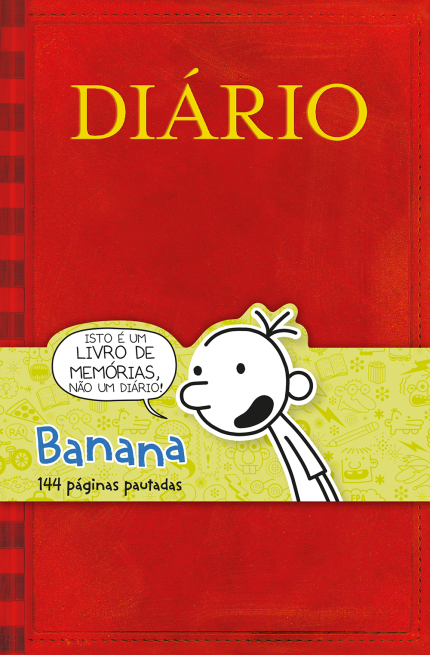 DIÁRIO
ISTO É UM
LIVRO DE
MEMÓRIAS,
NÃO UM DIÁRIO!
Banana
144 páginas pautadas